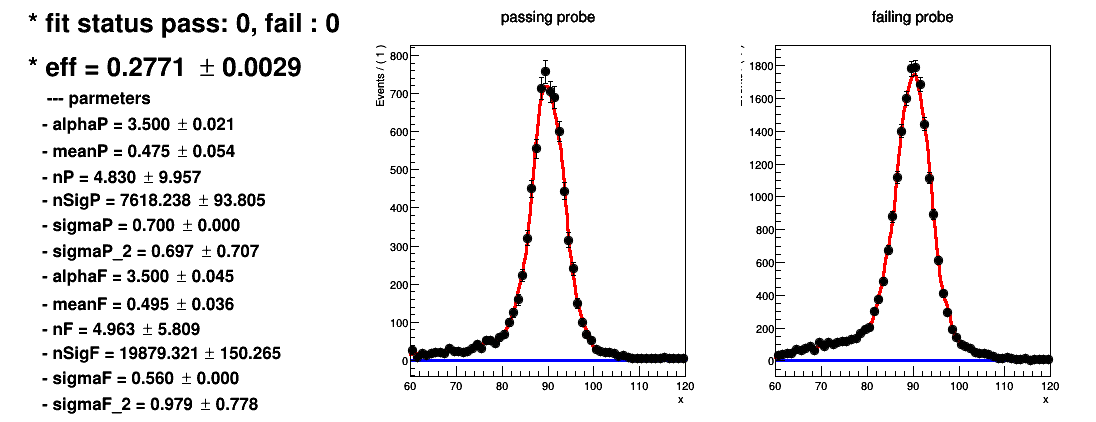 * fit status pass: 0, fail : 0
* eff = 0.2771 ± 0.0029
--- parmeters
- alphaP = 3.500 ± 0.021
- meanP = 0.475 ± 0.054
- nP = 4.830 ± 9.957
- nSigP = 7618.238 ± 93.805
- sigmaP = 0.700 ± 0.000
- sigmaP_2 = 0.697 ± 0.707
- alphaF = 3.500 ± 0.045
- meanF = 0.495 ± 0.036
- nF = 4.963 ± 5.809
- nSigF = 19879.321 ± 150.265
- sigmaF = 0.560 ± 0.000
- sigmaF_2 = 0.979 ± 0.778
passing probe
Events / ( 1 )
800
700
600
500
400
300
200
100
0
60 70 80 90 100 110 120
x
failing probe
1800
1600
1400
1200
1000
800
600
400
200
0
60 70 80 90 100 110 120
x